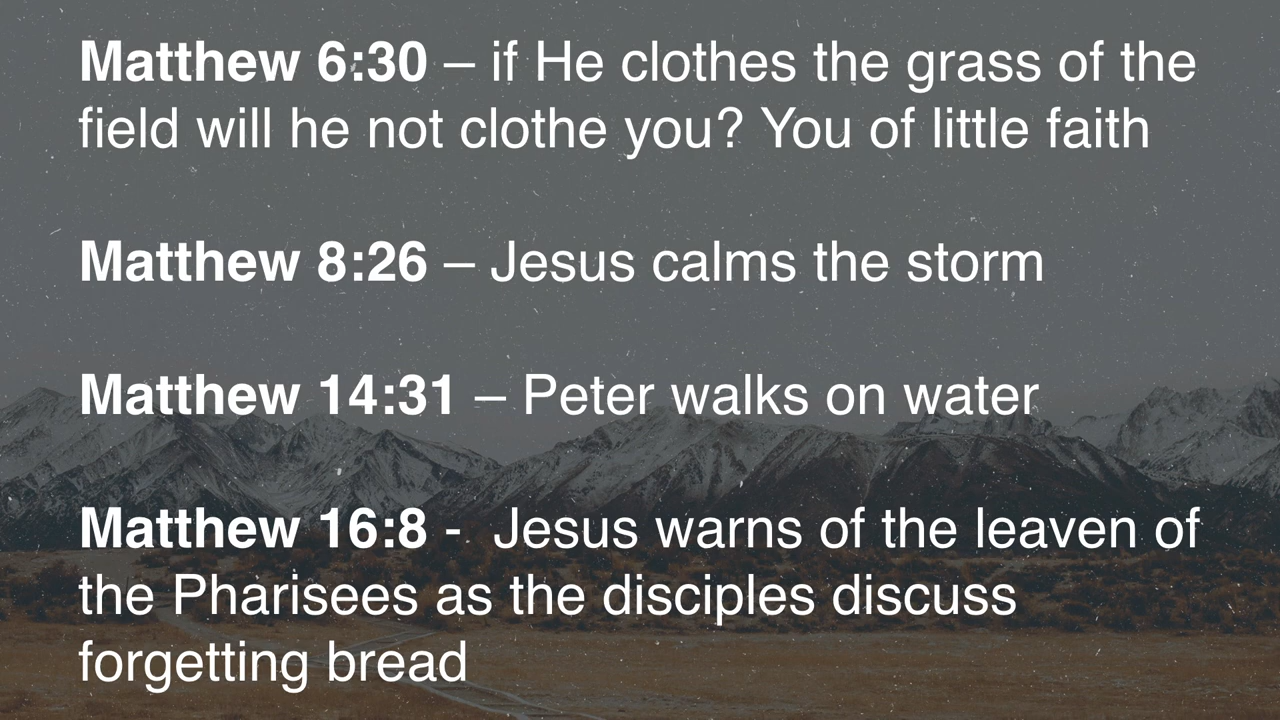 Matthew 6:30 – if He clothes the grass of the
field will he not clothe you? You of little faith
Matthew 8:26 – Jesus calms the storm
Matthew 14:31 – Peter walks on water
Matthew 16:8 -  Jesus warns of the leaven of
the Pharisees as the disciples discuss
forgetting bread